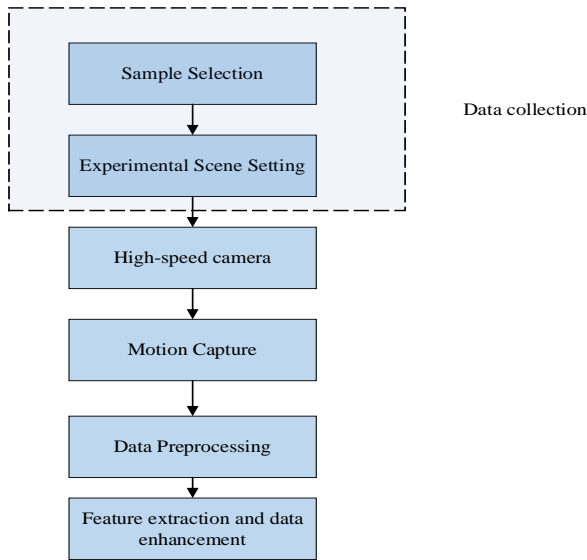 Sample Selection
Data collection
Experimental Scene Setting
High-speed camera
Motion Capture
Data Preprocessing
Feature extraction and data
enhancement